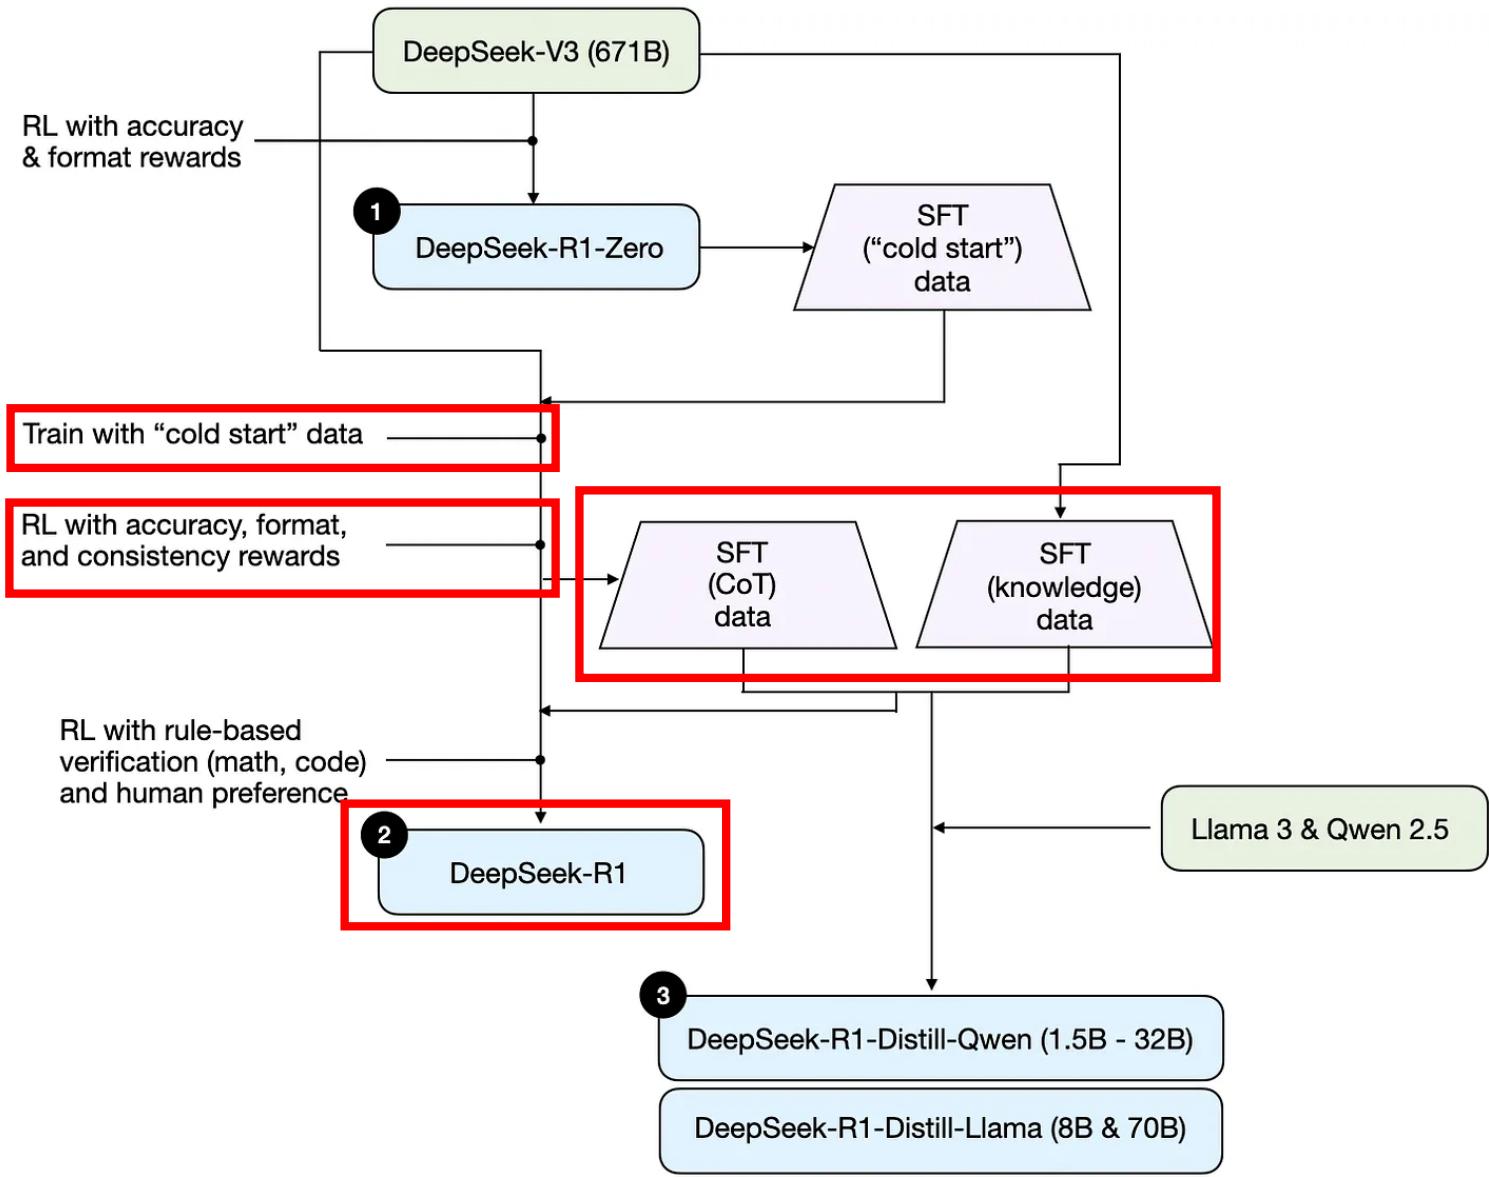 DeepSeek-V3 (671B)
RL with accuracy
& format rewards
1
DeepSeek-R1-Zero
SFT
(“cold start”)
data
Train with “cold start” data
RL with accuracy, format,
and consistency rewards
SFT
(CoT)
data
SFT
(knowledge)
data
RL with rule-based
verification (math, code)
and human preference
2
DeepSeek-R1
Llama 3 & Qwen 2.5
3
DeepSeek-R1-Distill-Qwen (1.5B - 32B)
DeepSeek-R1-Distill-Llama (8B & 70B)